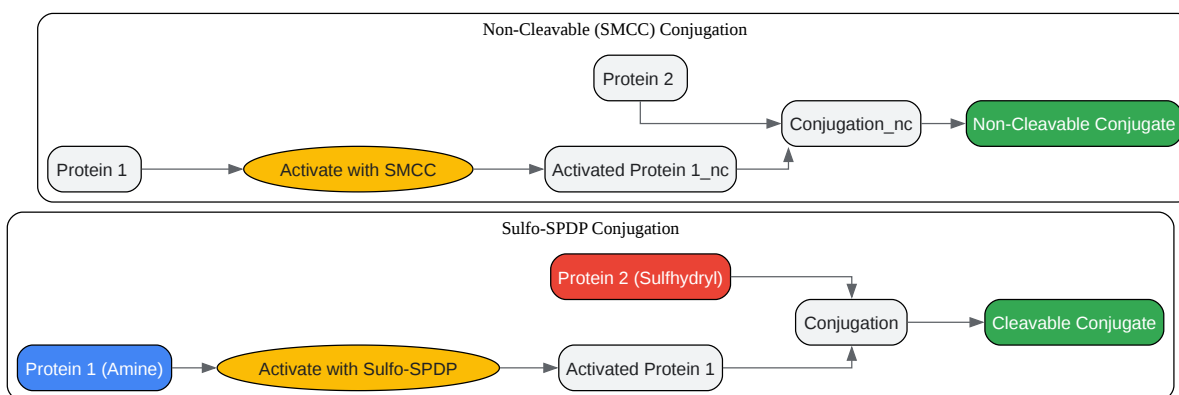 Non-Cleavable (SMCC) Conjugation
Protein 2
Conjugation_nc
Non-Cleavable Conjugate
Protein 1
Activate with SMCC
Activated Protein 1_nc
Sulfo-SPDP Conjugation
Protein 2 (Sulfhydryl)
Conjugation
Cleavable Conjugate
Protein 1 (Amine)
Activate with Sulfo-SPDP
Activated Protein 1